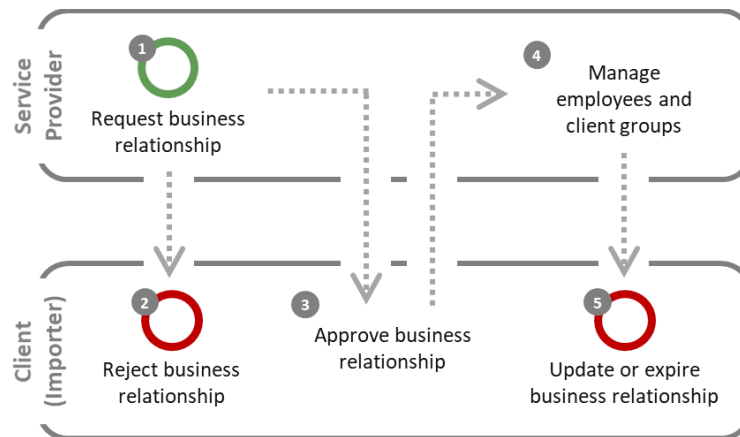 Service
Provider
1
Request business
relationship
4
Manage
employees and
client groups
Client
(Importer)
2
Reject business
relationship
3
Approve business
relationship
5
Update or expire
business relationship